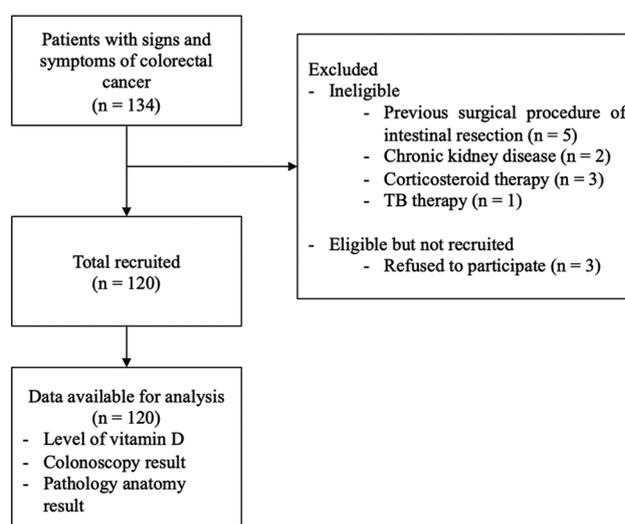 Patients with signs and
symptoms of colorectal
cancer
(n = 134)
Excluded
- Ineligible
- Previous surgical procedure of
intestinal resection (n = 5)
- Chronic kidney disease (n = 2)
- Corticosteroid therapy (n = 3)
- TB therapy (n = 1)
- Eligible but not recruited
- Refused to participate (n = 3)
Total recruited
(n = 120)
Data available for analysis
(n = 120)
- Level of vitamin D
- Colonoscopy result
- Pathology anatomy
result